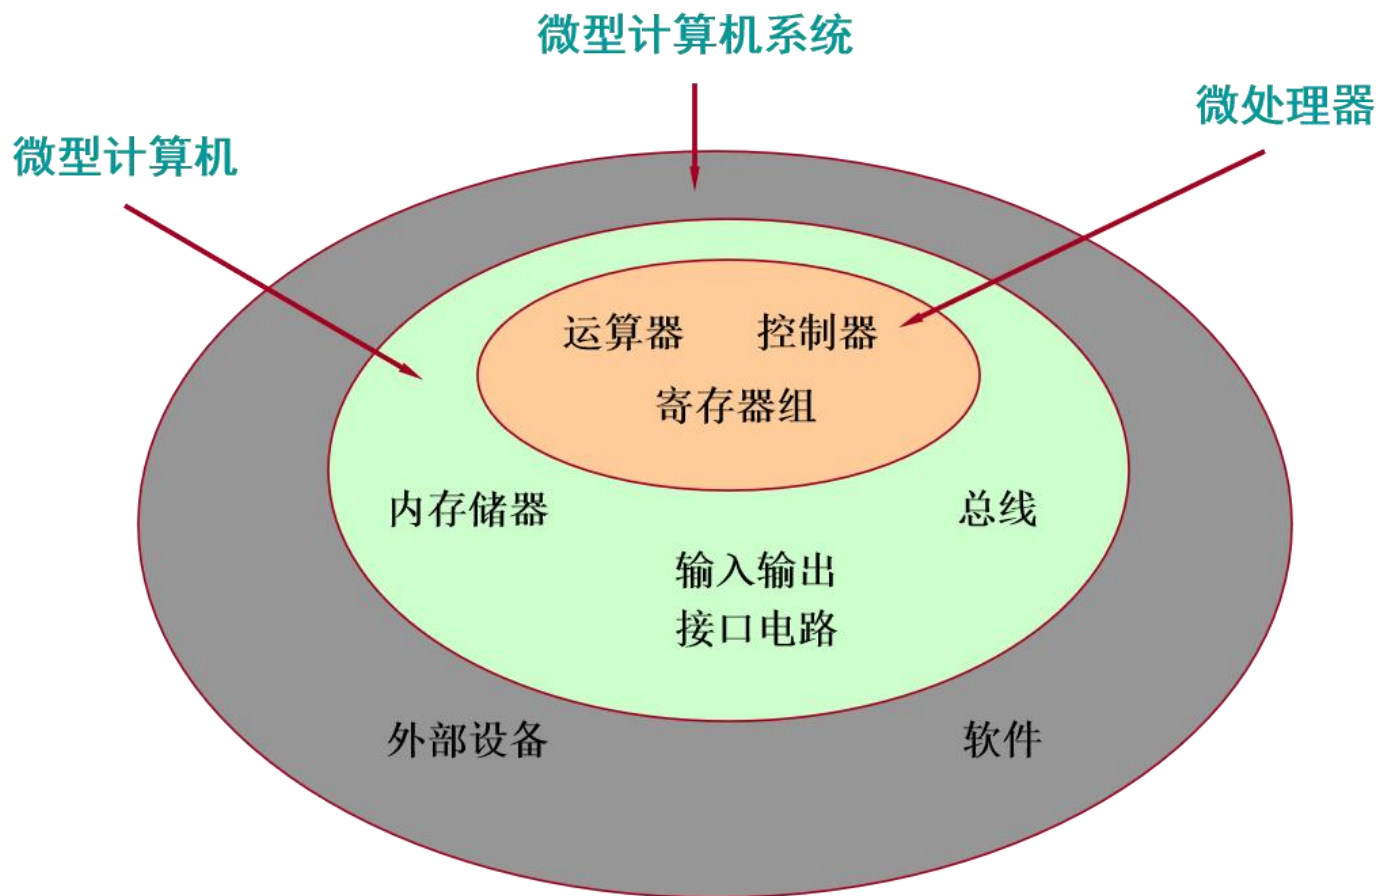 微型计算机系统
微处理器
微型计算机
运算器 控制器
寄存器组
内存储器 总线
输入输出
接口电路
外部设备 软件